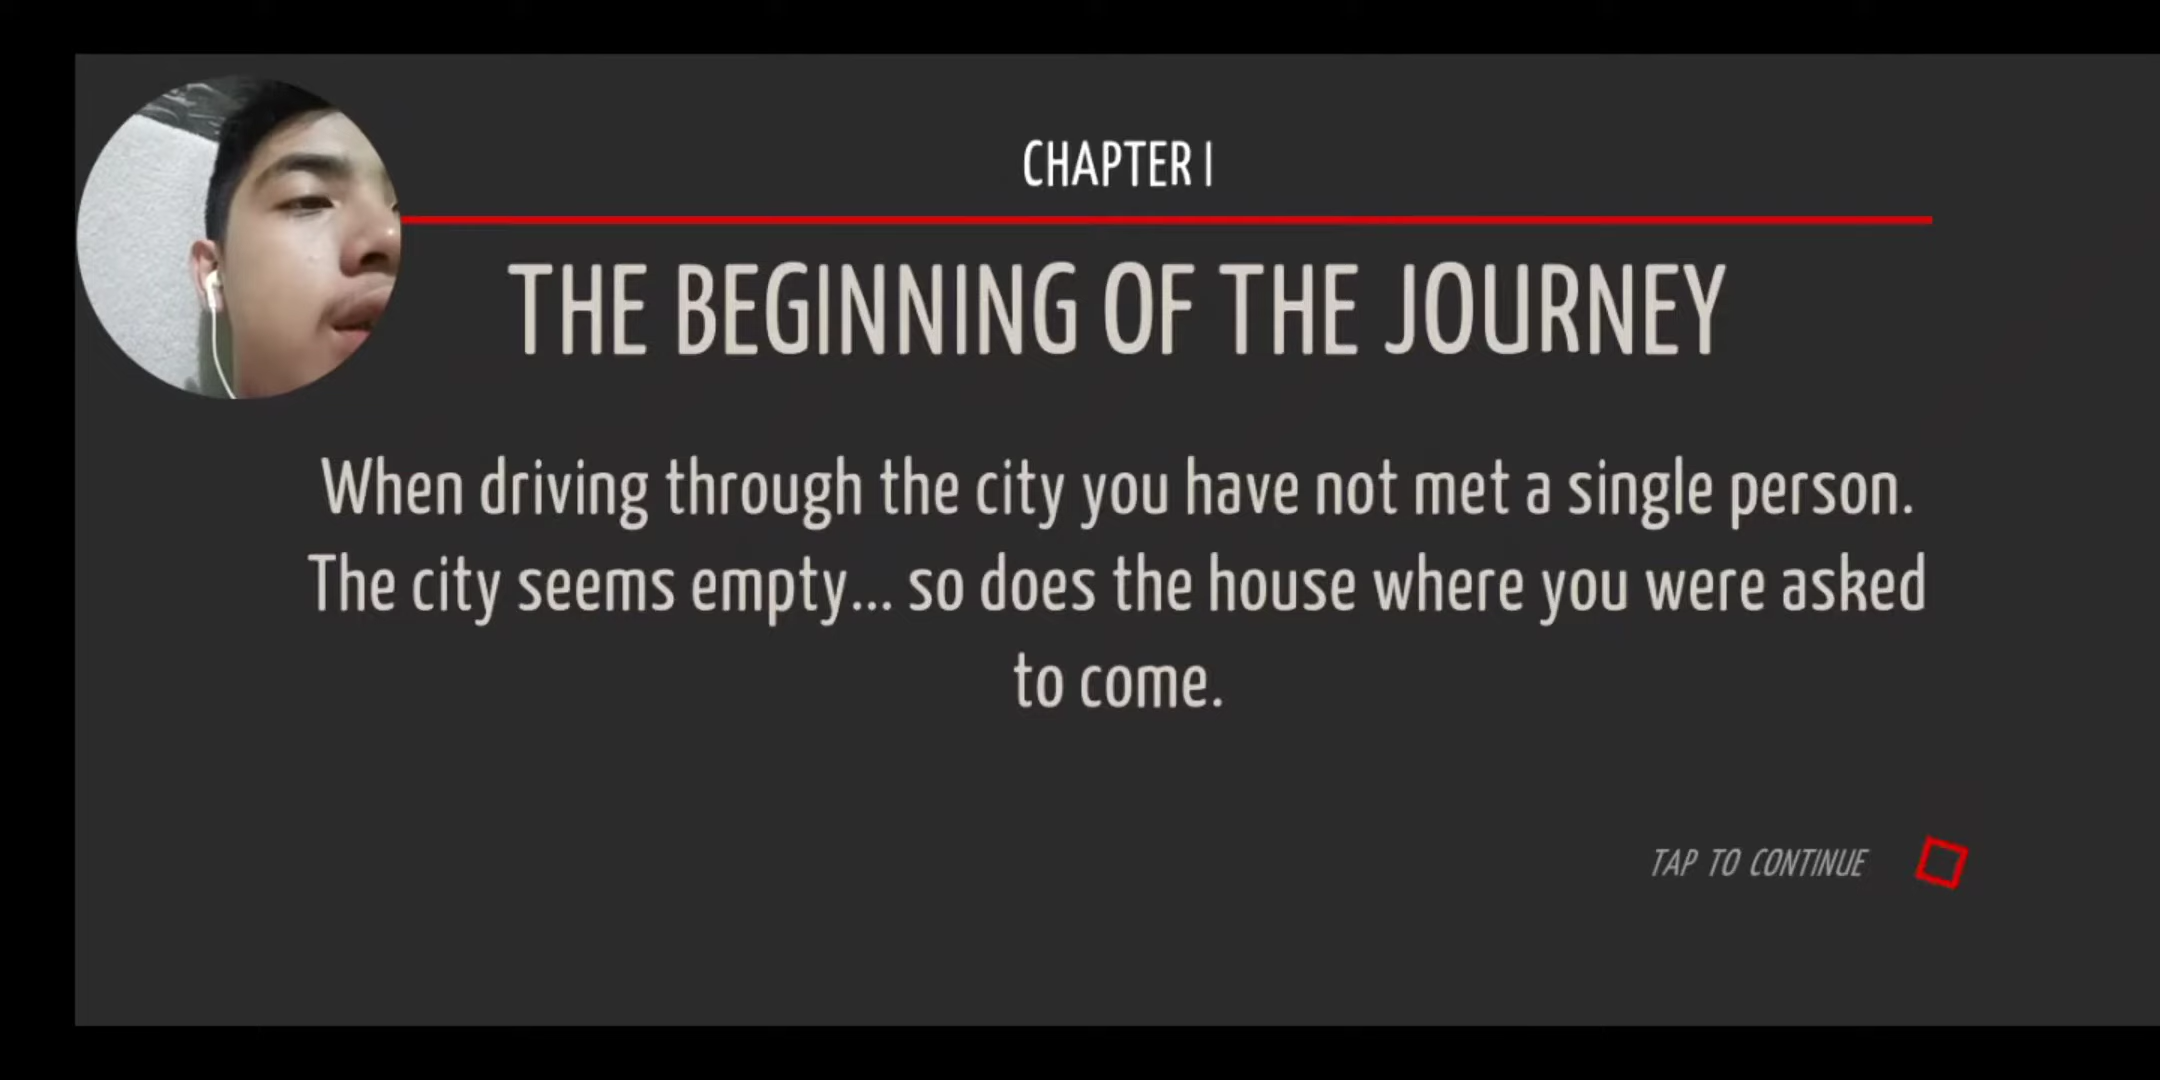 CHAPTER I
THE BEGINNING OF THE JOURNEY
When driving through the city you have not met a single person.
The city seems empty... so does the house where you were asked
to come.
TAP TO CONTINUE